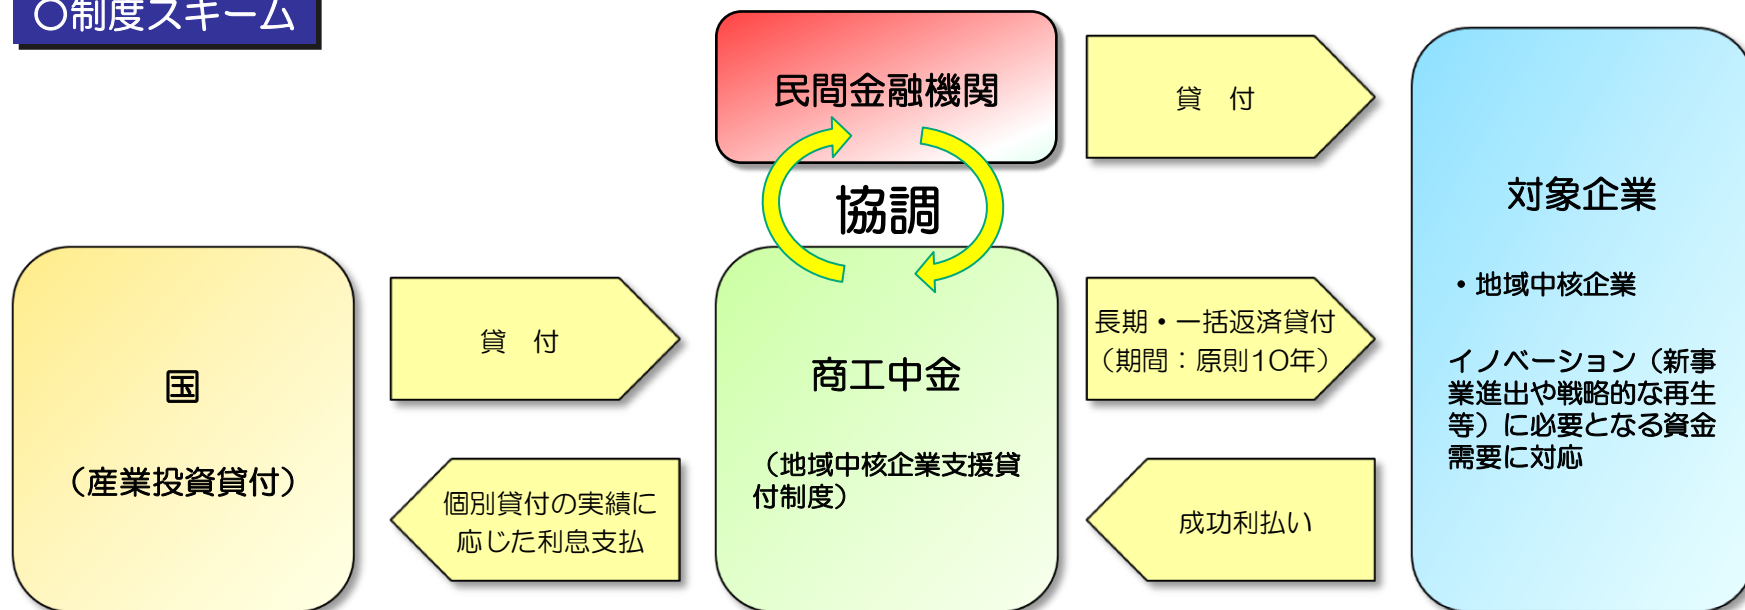 ○制度スキーム
民間金融機関
貸　付
協調
対象企業
・地域中核企業
イノベーション（新事
業進出や戦略的な再生
等）に必要となる資金
需要に対応
国
（産業投資貸付）
貸　付
商工中金
（地域中核企業支援貸
付制度）
長期・一括返済貸付
（期間：原則10年）
個別貸付の実績に
応じた利息支払
成功利払い